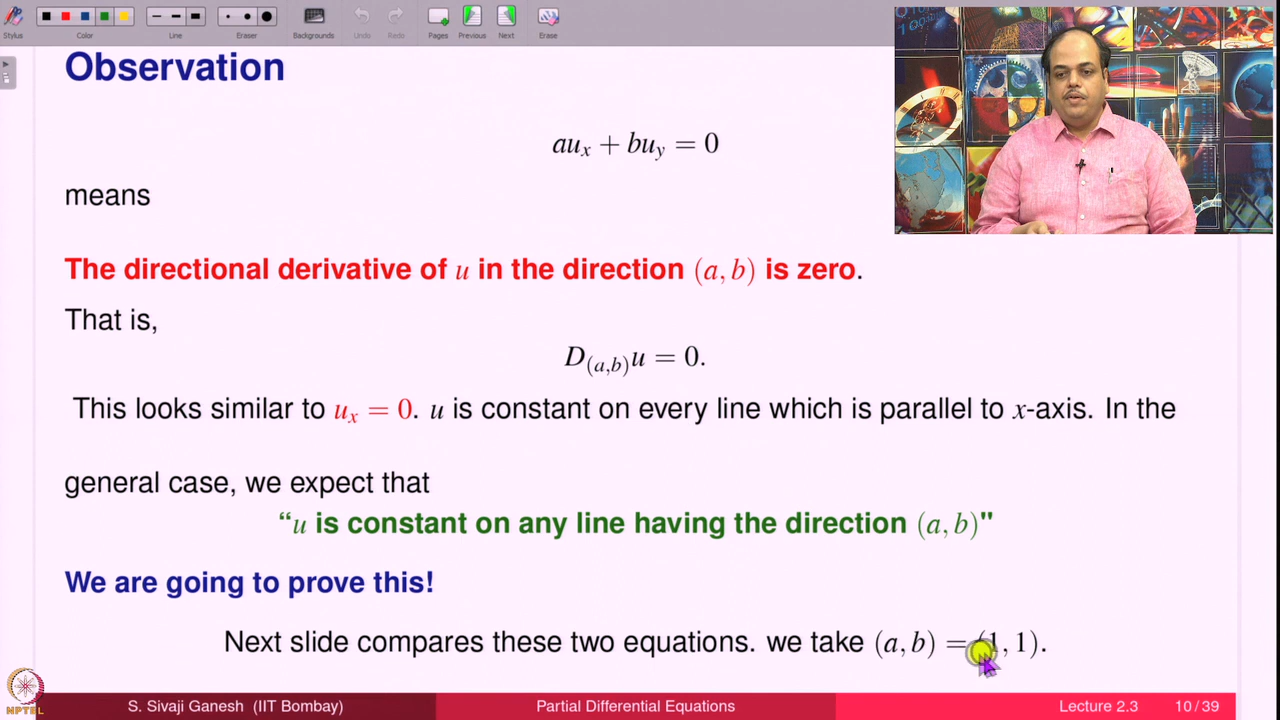 Stylus
Color
Line
Eraser
Backgrounds
Undo
Redo
Pages
Previous
Next
Erase
Observation
au_x + bu_y = 0
means
The directional derivative of u in the direction (a, b) is zero.
That is,
D_(a,b)u = 0.
This looks similar to u_x = 0. u is constant on every line which is parallel to x-axis. In the
general case, we expect that
“u is constant on any line having the direction (a, b)"
We are going to prove this!
Next slide compares these two equations. we take (a, b) = (1, 1).
NPTEL
S. Sivaji Ganesh (IIT Bombay)
Partial Differential Equations
Lecture 2.3
10 / 39